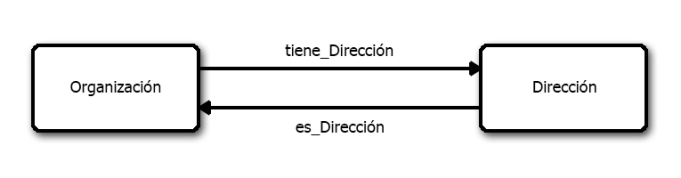 tiene_Dirección
Organización
Dirección
es_Dirección